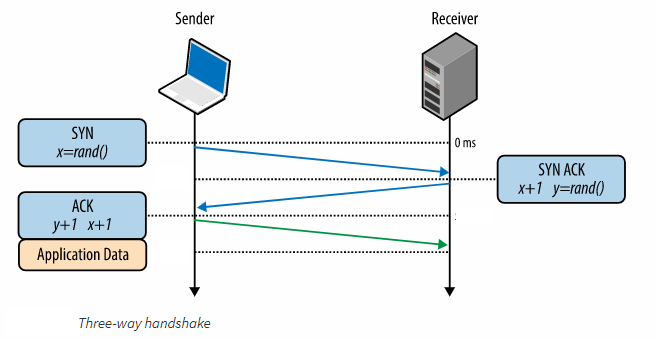 Sender
Receiver
SYN
x=rand()
0 ms
SYN ACK
x+1 y=rand()
ACK
y+1 x+1
Application Data
Three-way handshake